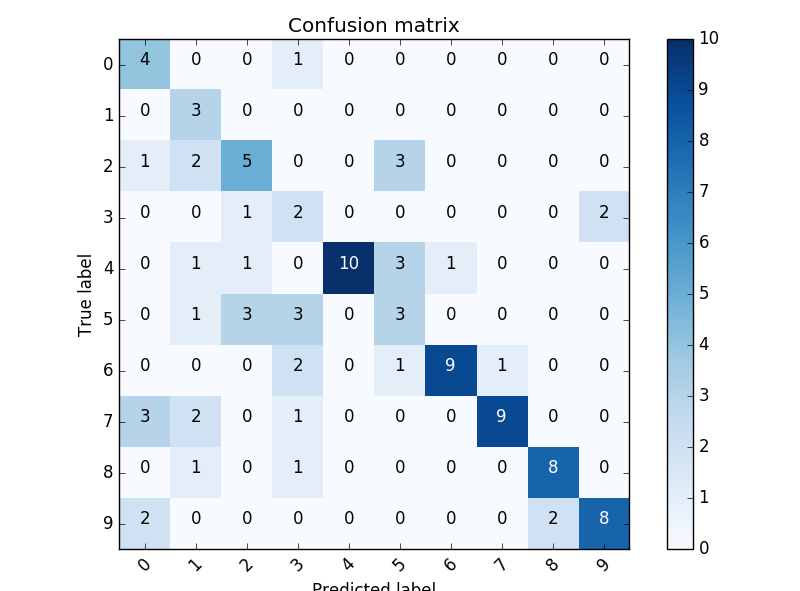 Confusion matrix
True label
0 4 0 0 1 0 0 0 0 0 0
1 0 3 0 0 0 0 0 0 0 0
2 1 2 5 0 0 3 0 0 0 0
3 0 0 1 2 0 0 0 0 0 2
4 0 1 1 0 10 3 1 0 0 0
5 0 1 3 3 0 3 0 0 0 0
6 0 0 0 2 0 1 9 1 0 0
7 3 2 0 1 0 0 0 9 0 0
8 0 1 0 1 0 0 0 0 8 0
9 2 0 0 0 0 0 0 0 2 8
0 1 2 3 4 5 6 7 8 9
Predicted label
10
9
8
7
6
5
4
3
2
1
0